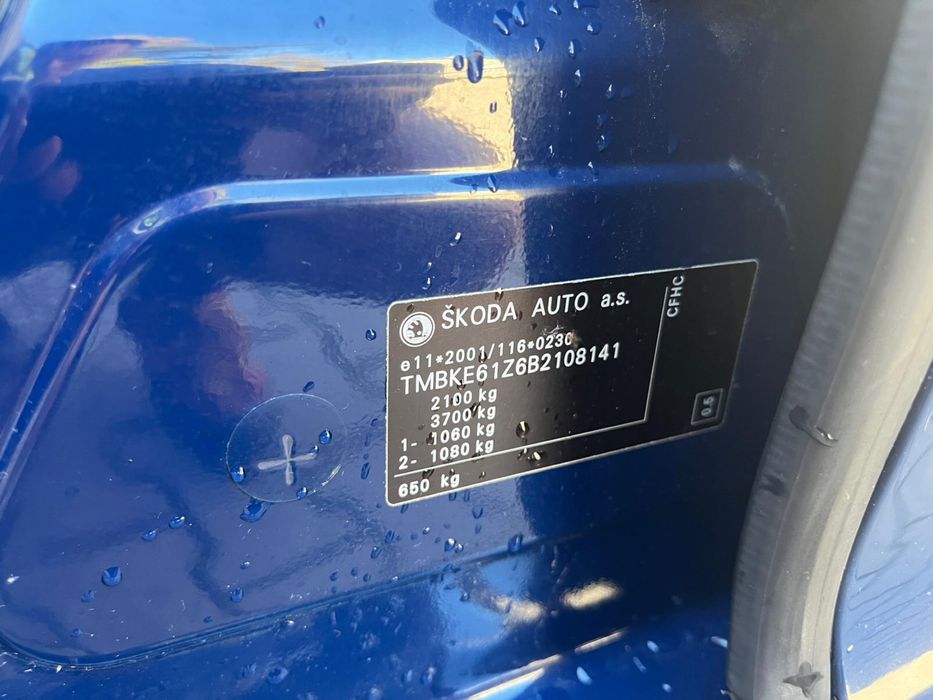 ŠKODA AUTO a.s.
e11*2001/116*0230
TMBKE61Z6B2108141
2100 kg
3700 kg
1- 1060 kg
2- 1080 kg
650 kg
CFHC
0.5